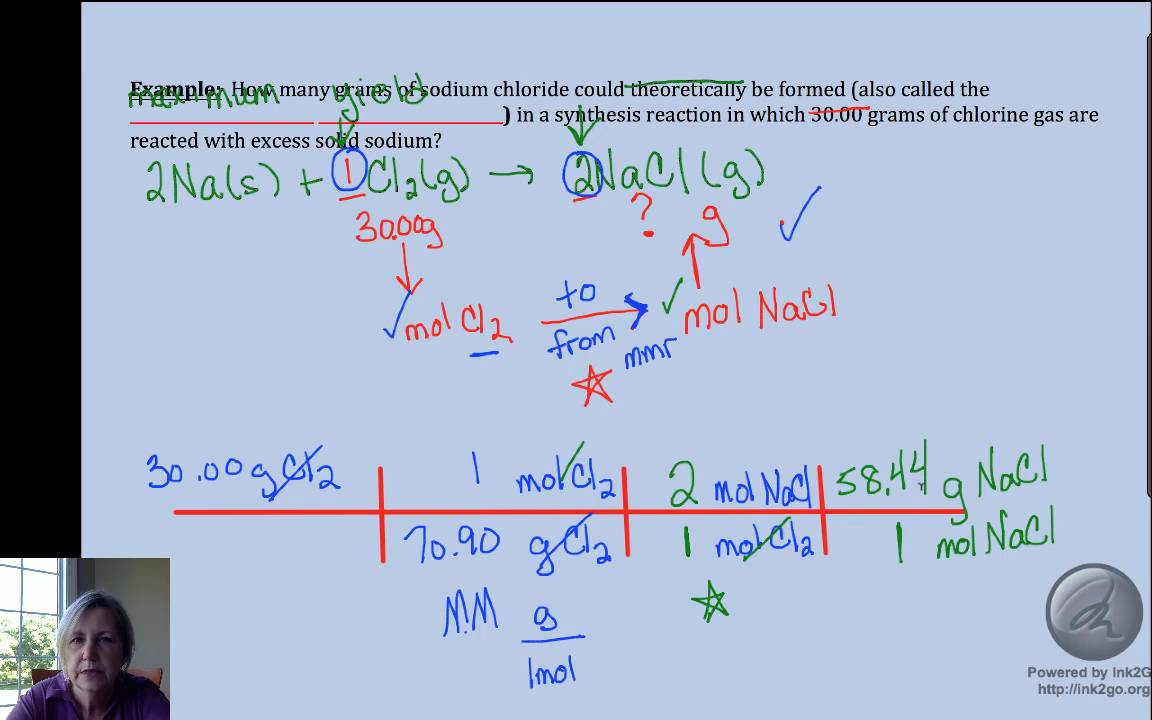 Example: How many grams of sodium chloride could theoretically be formed (also called the
maximum yield
) in a synthesis reaction in which 30.00 grams of chlorine gas are
reacted with excess solid sodium?
2Na(s) + 1Cl2(g) → 2NaCl(g)
30.00g ? g ✓
✓ mol Cl2 to from mmr ✓ mol NaCl
30.00 g Cl2 1 mol Cl2 2 mol NaCl 58.44 g NaCl
70.90 g Cl2 1 mol Cl2 1 mol NaCl
MM g
1mol
Powered by Ink2G
http://ink2go.org